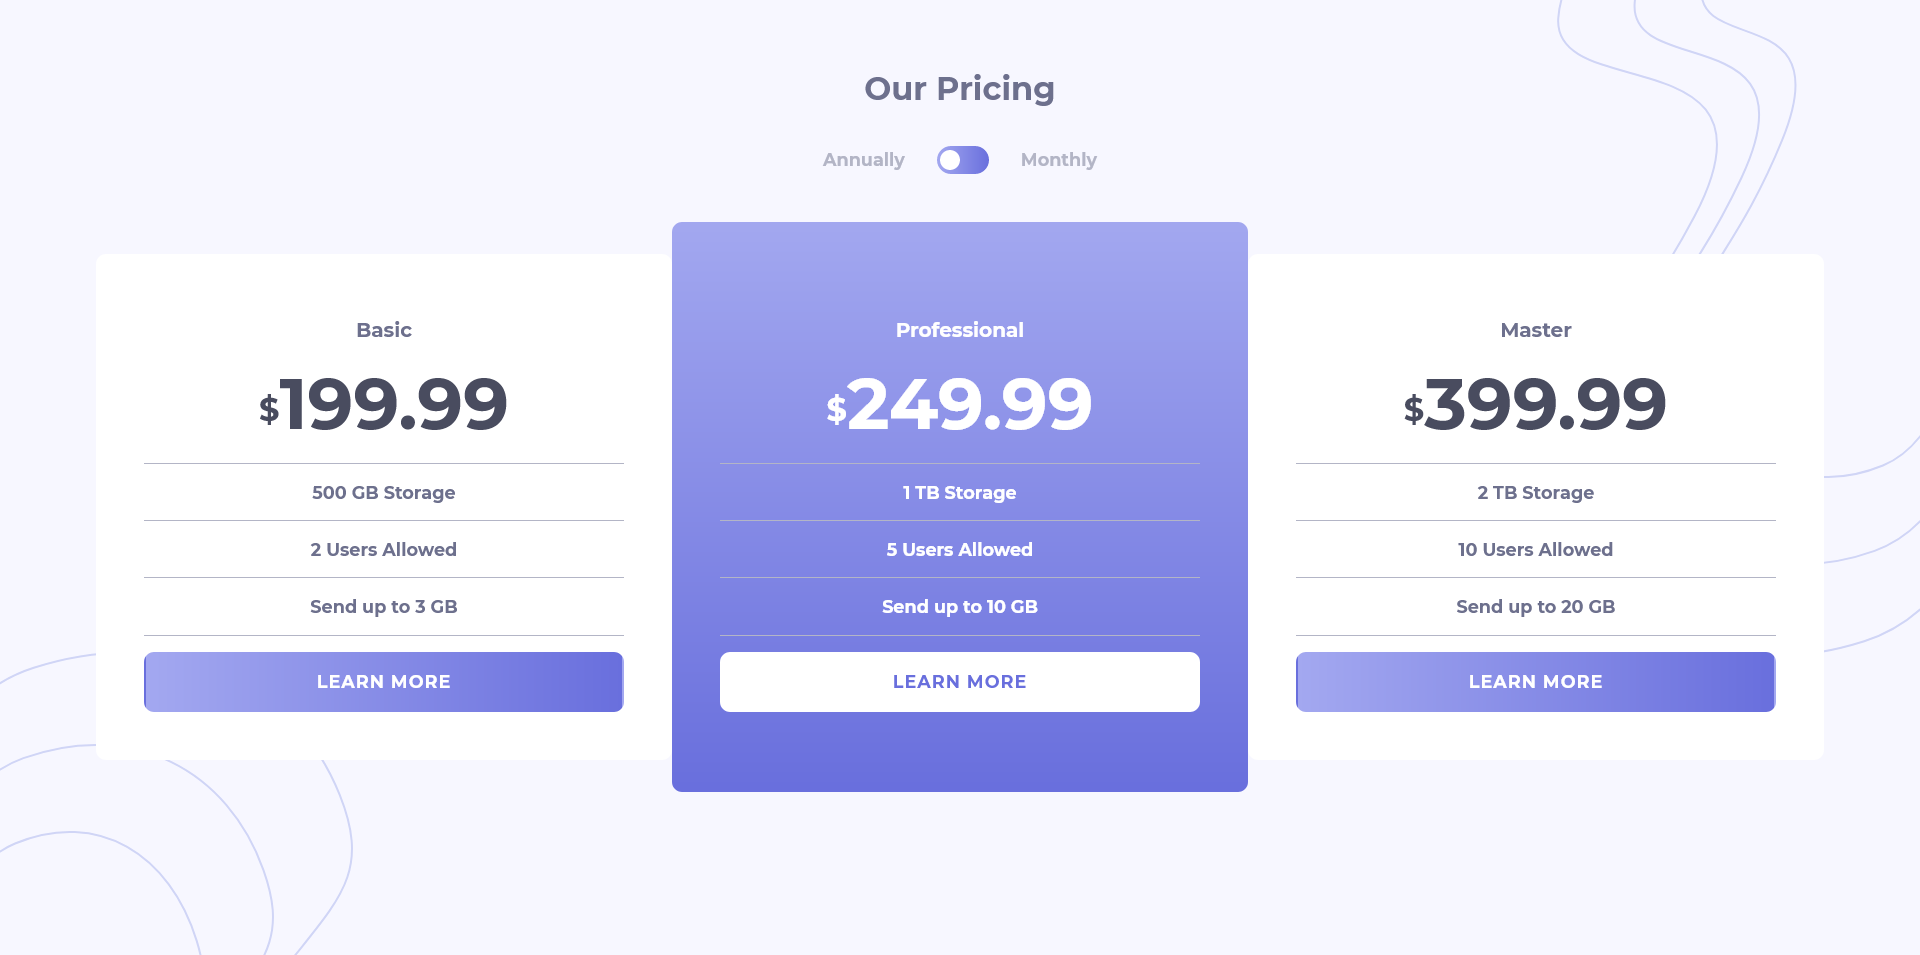 Our Pricing
Annually
Monthly
Basic
$199.99
500 GB Storage
2 Users Allowed
Send up to 3 GB
LEARN MORE
Professional
$249.99
1 TB Storage
5 Users Allowed
Send up to 10 GB
LEARN MORE
Master
$399.99
2 TB Storage
10 Users Allowed
Send up to 20 GB
LEARN MORE